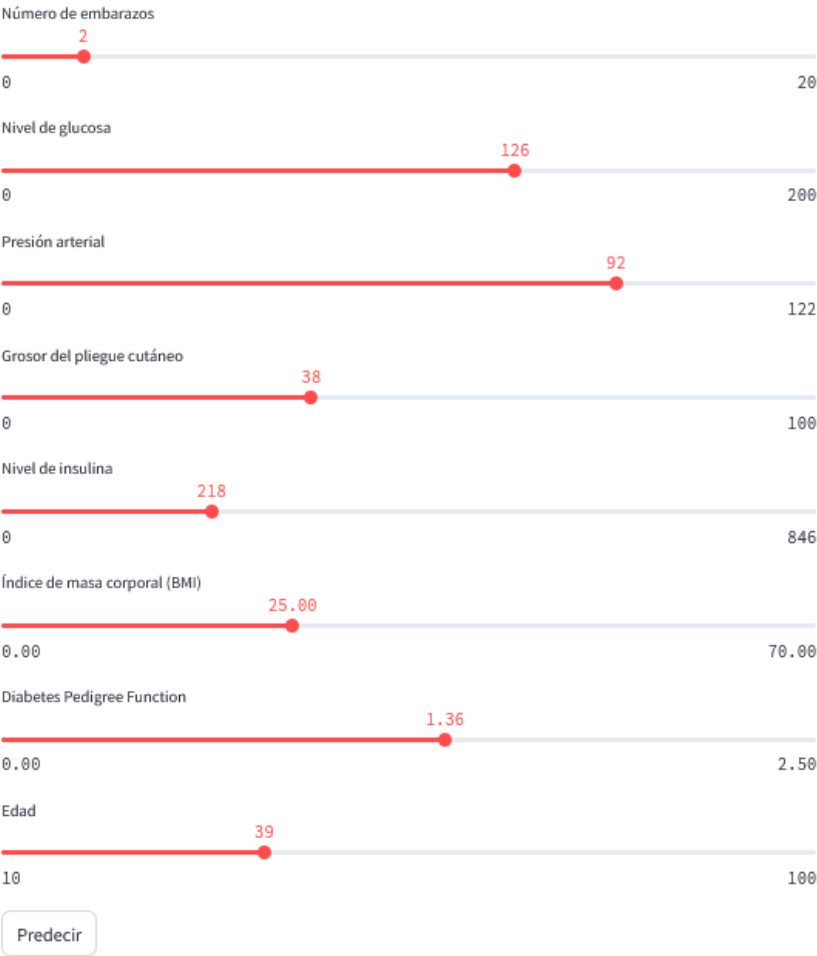 Número de embarazos
2
0 20
Nivel de glucosa
126
0 200
Presión arterial
92
0 122
Grosor del pliegue cutáneo
38
0 100
Nivel de insulina
218
0 846
Índice de masa corporal (BMI)
25.00
0.00 70.00
Diabetes Pedigree Function
1.36
0.00 2.50
Edad
39
10 100
Predecir